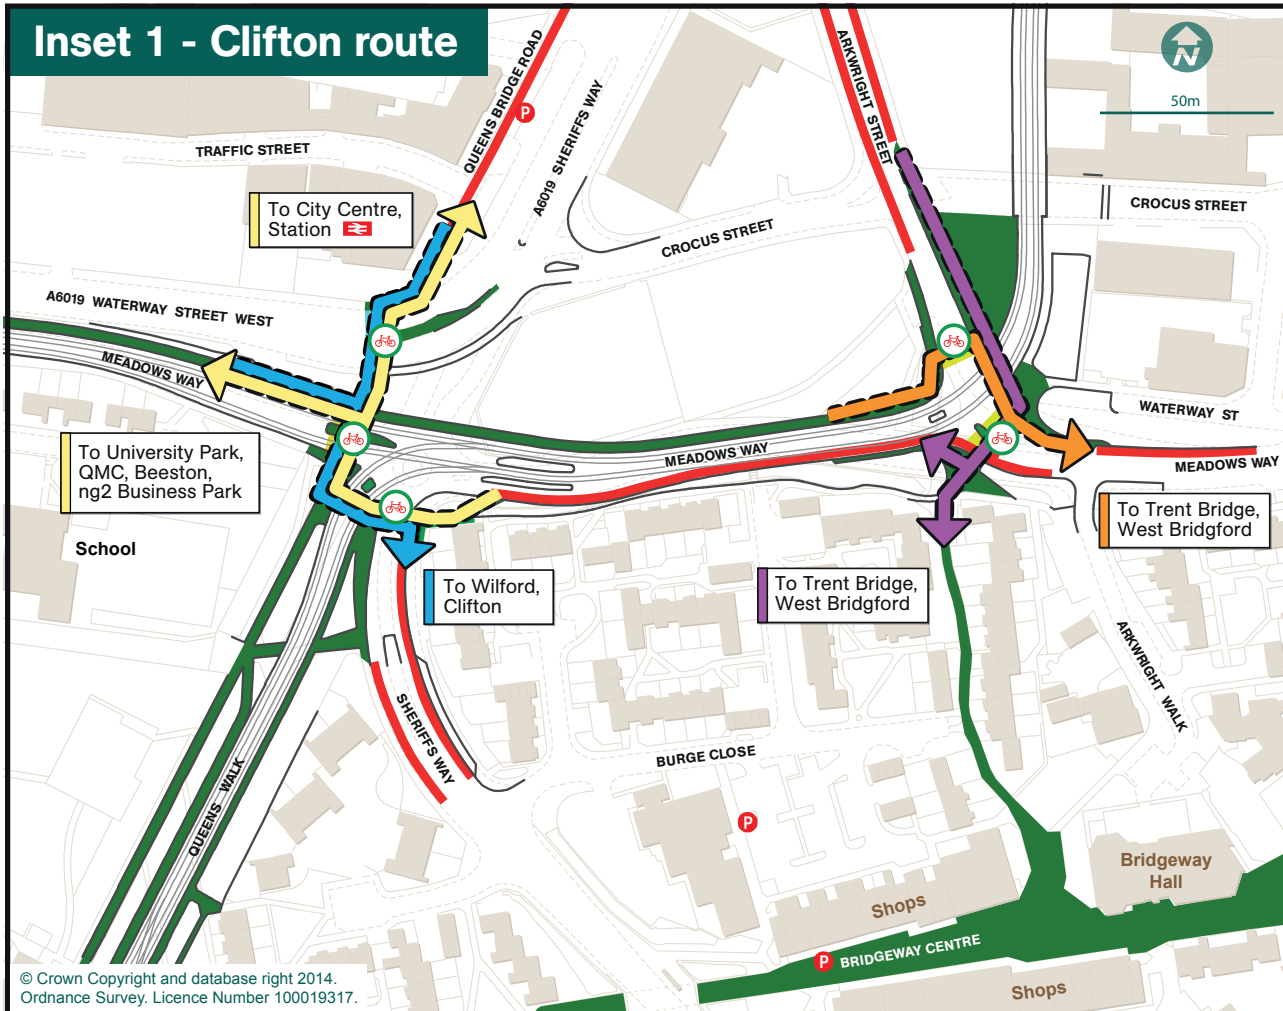 Inset 1 - Clifton route
N
50m
QUEENS BRIDGE ROAD
P
A6019 SHERIFFS WAY
ARKWRIGHT STREET
TRAFFIC STREET
To City Centre,
Station
CROCUS STREET
CROCUS STREET
A6019 WATERWAY STREET WEST
MEADOWS WAY
WATERWAY ST
MEADOWS WAY
MEADOWS WAY
To University Park,
QMC, Beeston,
ng2 Business Park
To Trent Bridge,
West Bridgford
School
To Wilford,
Clifton
To Trent Bridge,
West Bridgford
ARKWRIGHT WALK
SHERIFFS WAY
BURGE CLOSE
QUEENS WALK
P
Bridgeway
Hall
Shops
P BRIDGEWAY CENTRE
Shops
© Crown Copyright and database right 2014.
Ordnance Survey. Licence Number 100019317.